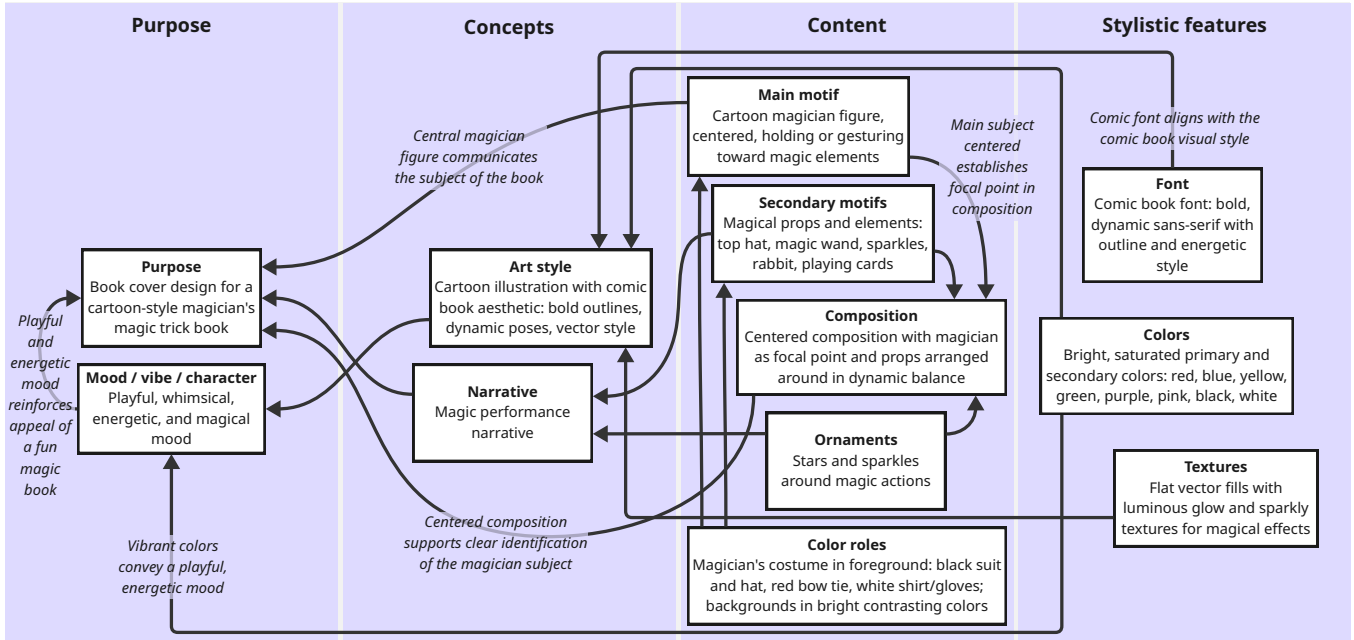 Purpose
Concepts
Content
Stylistic features
Main motif
Cartoon magician figure,
centered, holding or gesturing
toward magic elements
Central magician
figure communicates
the subject of the book
Main subject
centered
establishes
focal point in
composition
Comic font aligns with the
comic book visual style
Font
Comic book font: bold,
dynamic sans-serif with
outline and energetic
style
Secondary motifs
Magical props and elements:
top hat, magic wand, sparkles,
rabbit, playing cards
Purpose
Book cover design for a
cartoon-style magician's
magic trick book
Art style
Cartoon illustration with comic
book aesthetic: bold outlines,
dynamic poses, vector style
Composition
Centered composition with magician
as focal point and props arranged
around in dynamic balance
Colors
Bright, saturated primary and
secondary colors: red, blue, yellow,
green, purple, pink, black, white
Playful
and
energetic
mood
reinforces
appeal of
a fun
magic
book
Mood / vibe / character
Playful, whimsical,
energetic, and magical
mood
Narrative
Magic performance
narrative
Ornaments
Stars and sparkles
around magic actions
Textures
Flat vector fills with
luminous glow and sparkly
textures for magical effects
Centered composition
supports clear identification
of the magician subject
Vibrant colors
convey a playful,
energetic mood
Color roles
Magician's costume in foreground: black suit
and hat, red bow tie, white shirt/gloves;
backgrounds in bright contrasting colors